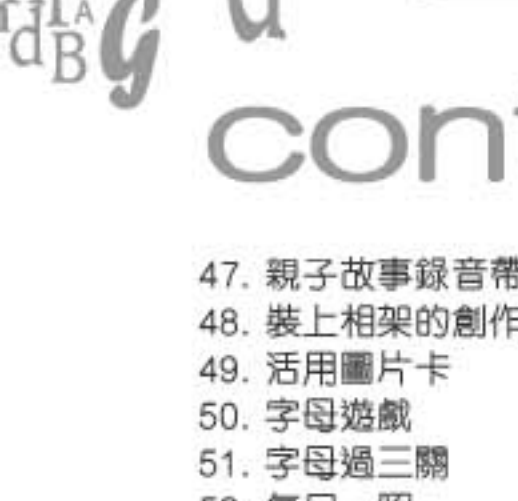 r d I A
d B G u
con
47. 親子故事錄音帶
48. 裝上相架的創作
49. 活用圖片卡
50. 字母遊戲
51. 字母過三關